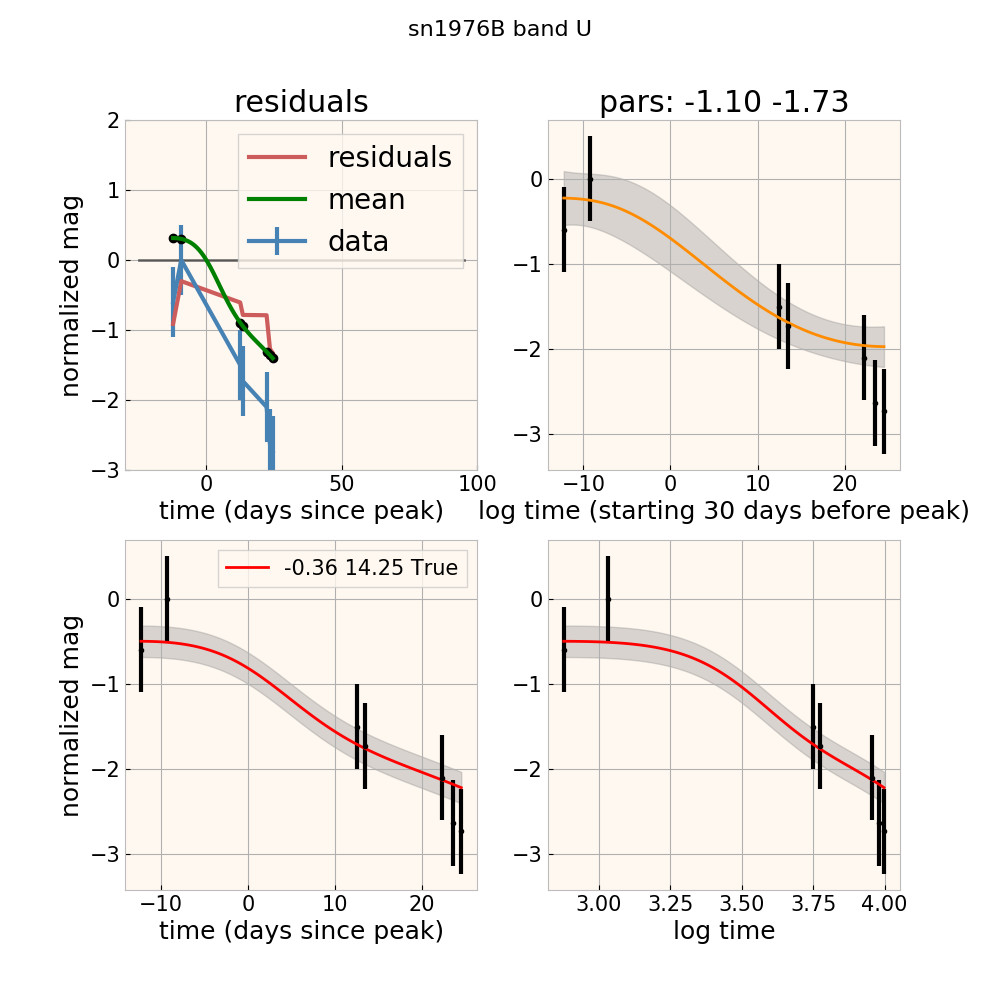 sn1976B band U
residuals
pars: -1.10 -1.73
2
1
0
−1
−2
−3
normalized mag
residuals
mean
data
0
50
100
time (days since peak)
0
−1
−2
−3
−10
0
10
20
log time (starting 30 days before peak)
0
−1
−2
−3
normalized mag
-0.36 14.25 True
−10
0
10
20
time (days since peak)
0
−1
−2
−3
3.00
3.25
3.50
3.75
4.00
log time